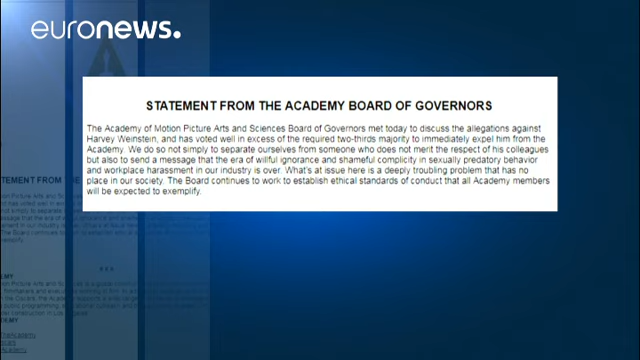 euronews.
STATEMENT FROM THE ACADEMY BOARD OF GOVERNORS
The Academy of Motion Picture Arts and Sciences Board of Governors met today to discuss the allegations against
Harvey Weinstein, and has voted well in excess of the required two-thirds majority to immediately expel him from the
Academy. We do so not simply to separate ourselves from someone who does not merit the respect of his colleagues
but also to send a message that the era of willful ignorance and shameful complicity in sexually predatory behavior
and workplace harassment in our industry is over. What's at issue here is a deeply troubling problem that has no
place in our society. The Board continues to work to establish ethical standards of conduct that all Academy members
will be expected to exemplify.